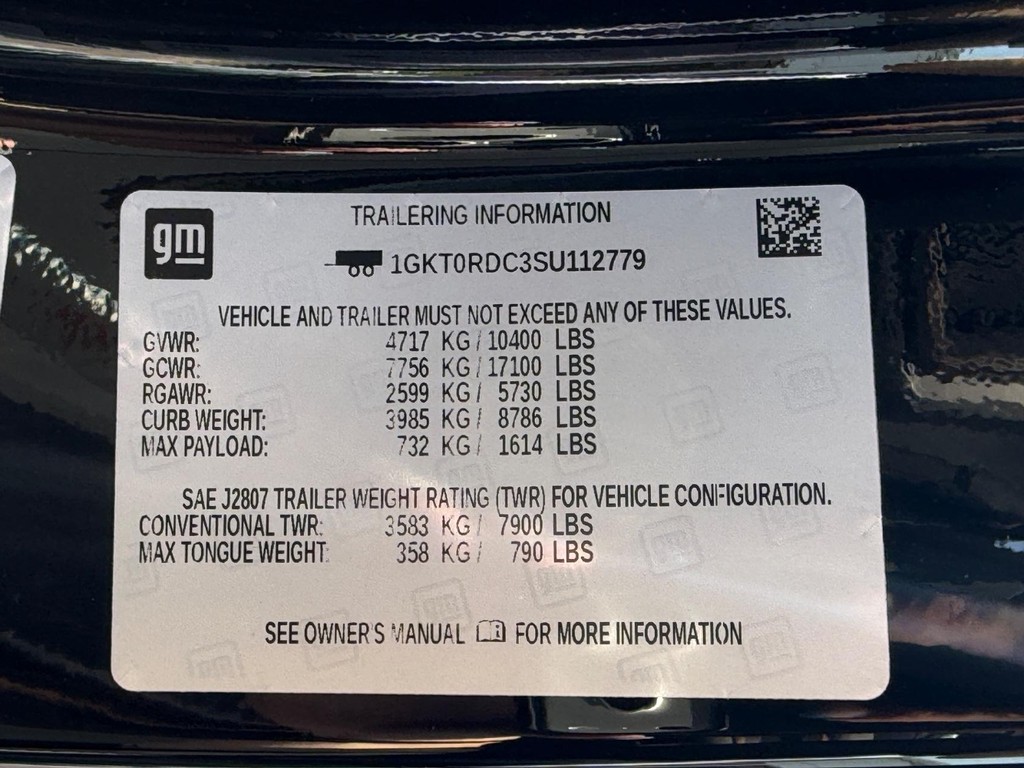 gm
TRAILERING INFORMATION
1GKT0RDC3SU112779
VEHICLE AND TRAILER MUST NOT EXCEED ANY OF THESE VALUES.
GVWR: 4717 KG / 10400 LBS
GCWR: 7756 KG / 17100 LBS
RGAWR: 2599 KG / 5730 LBS
CURB WEIGHT: 3985 KG / 8786 LBS
MAX PAYLOAD: 732 KG / 1614 LBS
SAE J2807 TRAILER WEIGHT RATING (TWR) FOR VEHICLE CONFIGURATION.
CONVENTIONAL TWR: 3583 KG / 7900 LBS
MAX TONGUE WEIGHT: 358 KG / 790 LBS
SEE OWNER'S MANUAL FOR MORE INFORMATION